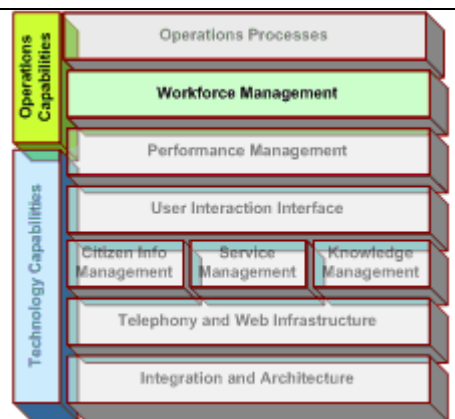 Operations
Capabilities
Operations Processes
Workforce Management
Performance Management
Technology Capabilities
User Interaction Interface
Citizen Info
Management
Service
Management
Knowledge
Management
Telephony and Web Infrastructure
Integration and Architecture